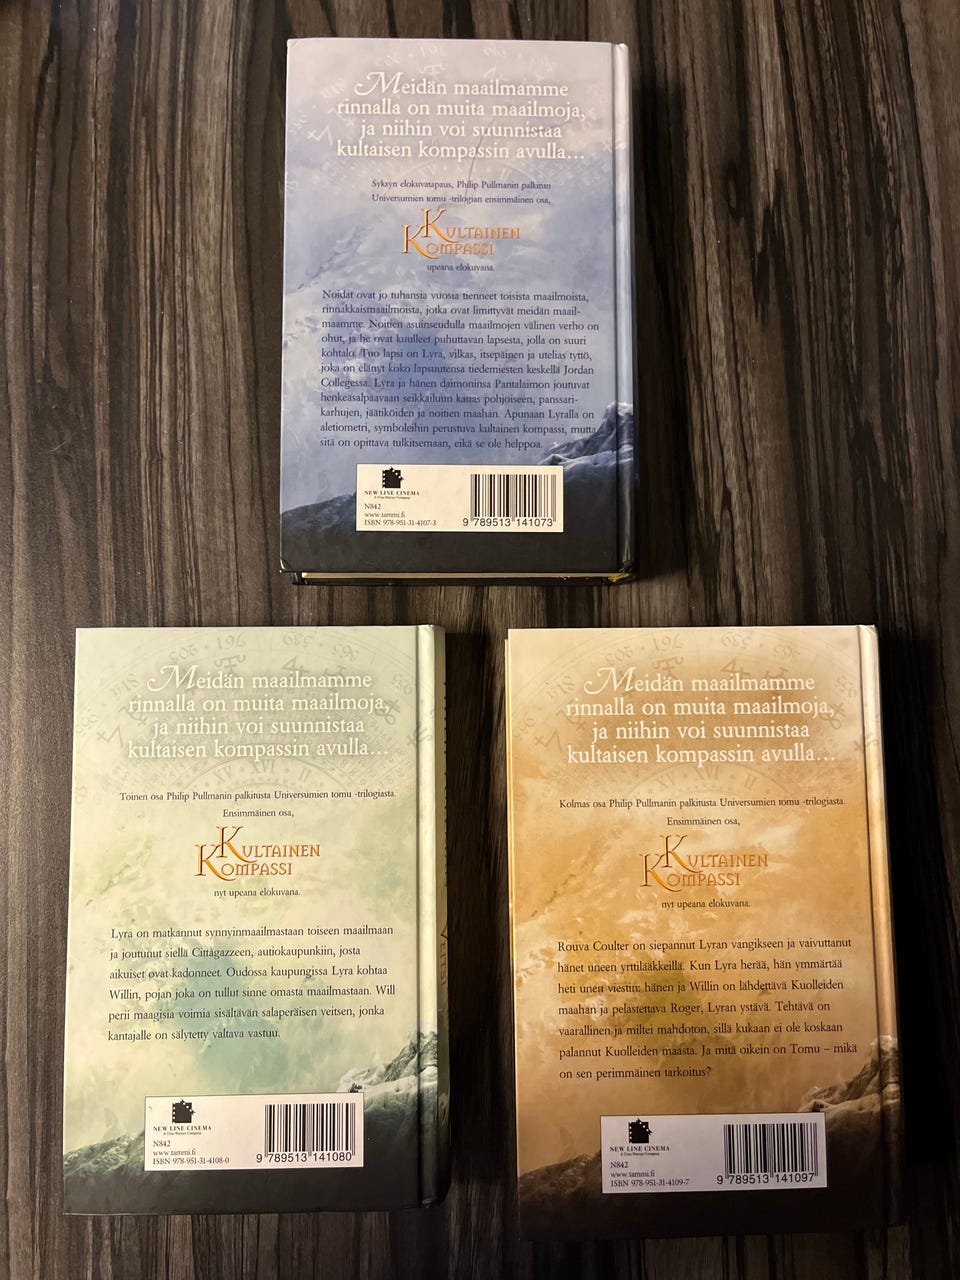 Meidän maailmamme
rinnalla on muita maailmoja,
ja niihin voi suunnistaa
kultaisen kompassin avulla…
Syksyn elokuvatapaus, Philip Pullmanin palkitun
Universumien tomu -trilogian ensimmäinen osa,
KULTAINEN
KOMPASSI
upeana elokuvana.
Noidat ovat jo tuhansia vuosia tienneet toisista maailmoista,
rinnakkaismaailmoista, jotka ovat limittyvät meidän maail-
maamme. Noitien asuinseudulla maailmojen välinen verho on
ohut, ja he ovat kuulleet puhuttavan lapsesta, jolla on suuri
kohtalo. Tuo lapsi on Lyra, vilkas, itsepäinen ja utelias tyttö,
joka on elänyt koko lapsuutensa tiedemiesten keskellä Jordan
Collegessa. Lyra ja hänen daimoninsa Pantalaimon joutuvat
henkeäsalpaavaan seikkailuun kauas pohjoiseen, panssari-
karhujen, jäätiköiden ja noitien maahan. Apunaan Lyralla on
aletiometri, symboleihin perustuva kultainen kompassi, mutta
sitä on opittava tulkitsemaan, eikä se ole helppoa.
NEW LINE CINEMA
A Time Warner Company
N842
www.tammi.fi
ISBN 978-951-31-4107-3
9 789513 141073
Meidän maailmamme
rinnalla on muita maailmoja,
ja niihin voi suunnistaa
kultaisen kompassin avulla…
Toinen osa Philip Pullmanin palkitusta Universumien tomu -trilogiasta.
Ensimmäinen osa,
KULTAINEN
KOMPASSI
nyt upeana elokuvana.
Lyra on matkannut synnyinmaailmastaan toiseen maailmaan
ja joutunut siellä Cittàgazzeen, autiokaupunkiin, josta
aikuiset ovat kadonneet. Oudossa kaupungissa Lyra kohtaa
Willin, pojan joka on tullut sinne omasta maailmastaan. Will
perii maagisia voimia sisältävän salaperäisen veitsen, jonka
kantajalle on sälytetty valtava vastuu.
NEW LINE CINEMA
A Time Warner Company
N842
www.tammi.fi
ISBN 978-951-31-4108-0
9 789513 141080
Meidän maailmamme
rinnalla on muita maailmoja,
ja niihin voi suunnistaa
kultaisen kompassin avulla…
Kolmas osa Philip Pullmanin palkitusta Universumien tomu -trilogiasta.
Ensimmäinen osa,
KULTAINEN
KOMPASSI
nyt upeana elokuvana.
Rouva Coulter on siepannut Lyran vangikseen ja vaivuttanut
hänet uneen yrttilääkkeillä. Kun Lyra herää, hän ymmärtää
heti unen viestin: hänen ja Willin on lähdettävä Kuolleiden
maahan ja pelastettava Roger, Lyran ystävä. Tehtävä on
vaarallinen ja miltei mahdoton, sillä kukaan ei ole koskaan
palannut Kuolleiden maasta. Ja mitä oikein on Tomu – mikä
on sen perimmäinen tarkoitus?
NEW LINE CINEMA
A Time Warner Company
N842
www.tammi.fi
ISBN 978-951-31-4109-7
9 789513 141097